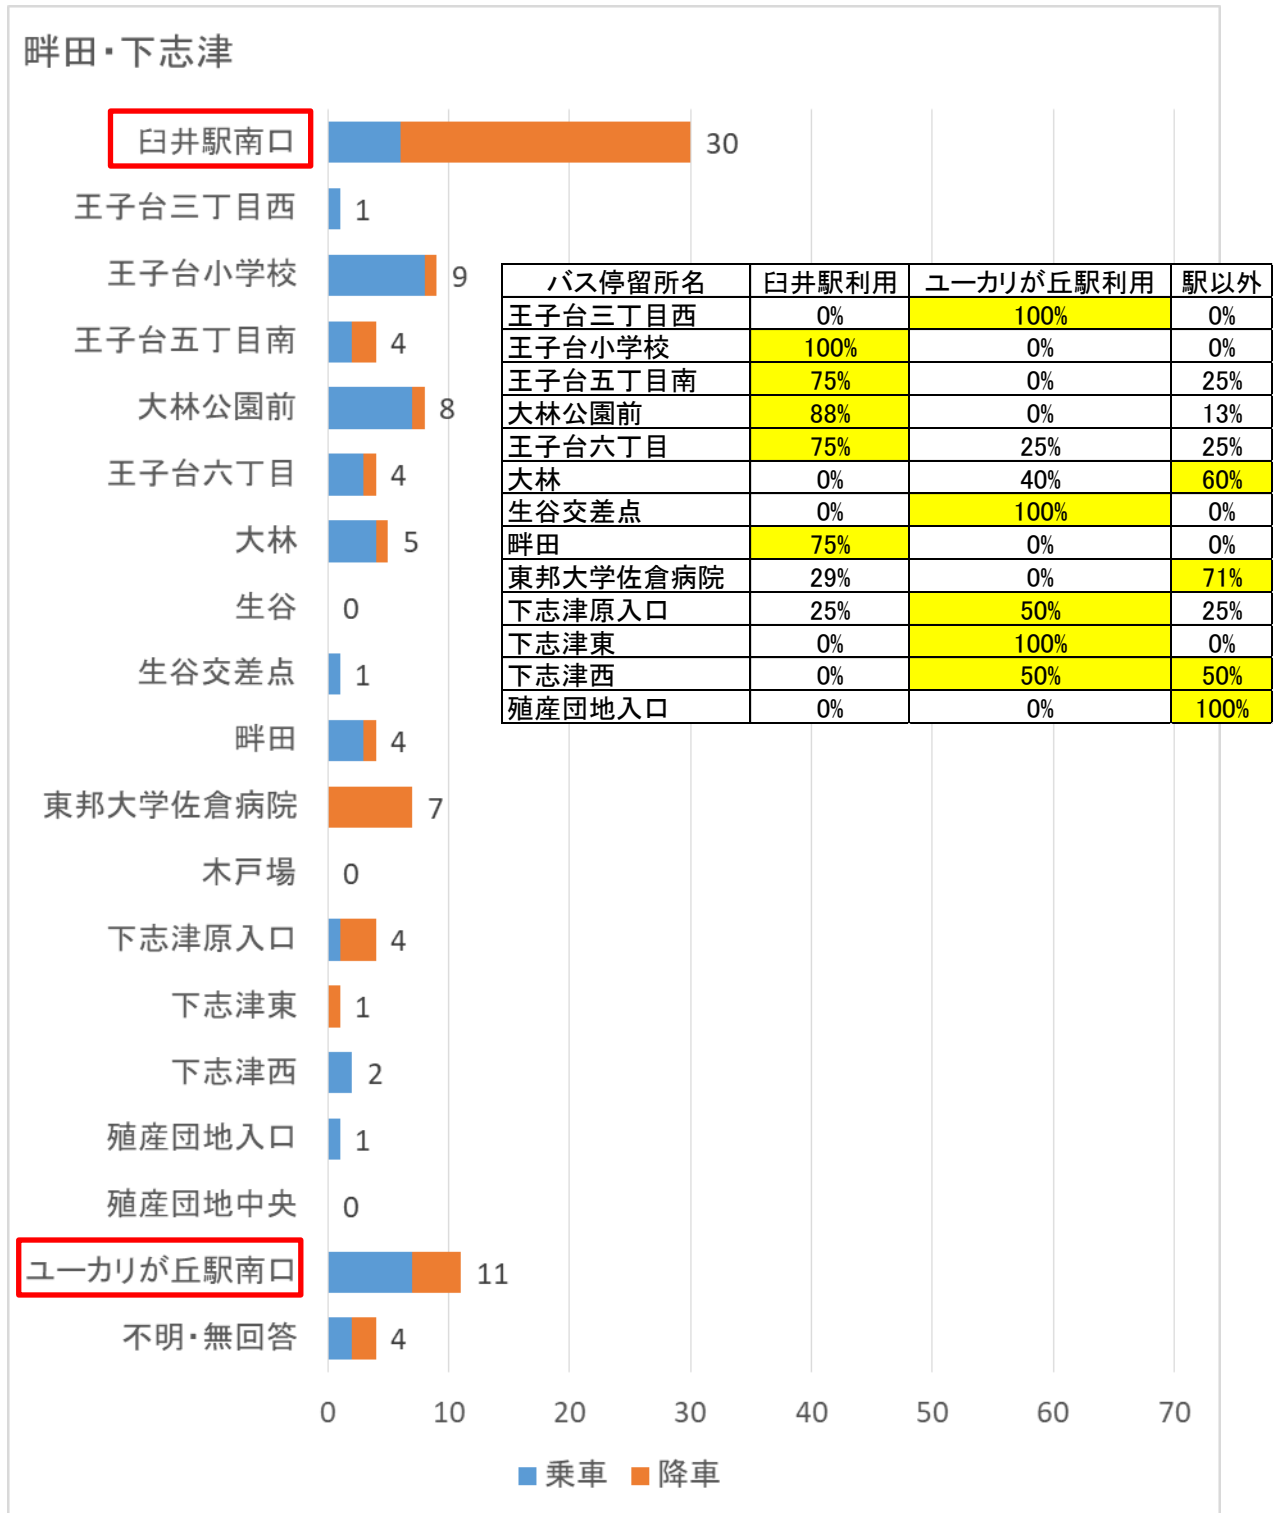 畔田・下志津
臼井駅南口 30
王子台三丁目西 1
王子台小学校 9
王子台五丁目南 4
大林公園前 8
王子台六丁目 4
大林 5
生谷 0
生谷交差点 1
畔田 4
東邦大学佐倉病院 7
木戸場 0
下志津原入口 4
下志津東 1
下志津西 2
殖産団地入口 1
殖産団地中央 0
ユーカリが丘駅南口 11
不明・無回答 4
0 10 20 30 40 50 60 70
乗車 降車
バス停留所名 臼井駅利用 ユーカリが丘駅利用 駅以外
王子台三丁目西 0% 100% 0%
王子台小学校 100% 0% 0%
王子台五丁目南 75% 0% 25%
大林公園前 88% 0% 13%
王子台六丁目 75% 25% 25%
大林 0% 40% 60%
生谷交差点 0% 100% 0%
畔田 75% 0% 0%
東邦大学佐倉病院 29% 0% 71%
下志津原入口 25% 50% 25%
下志津東 0% 100% 0%
下志津西 0% 50% 50%
殖産団地入口 0% 0% 100%